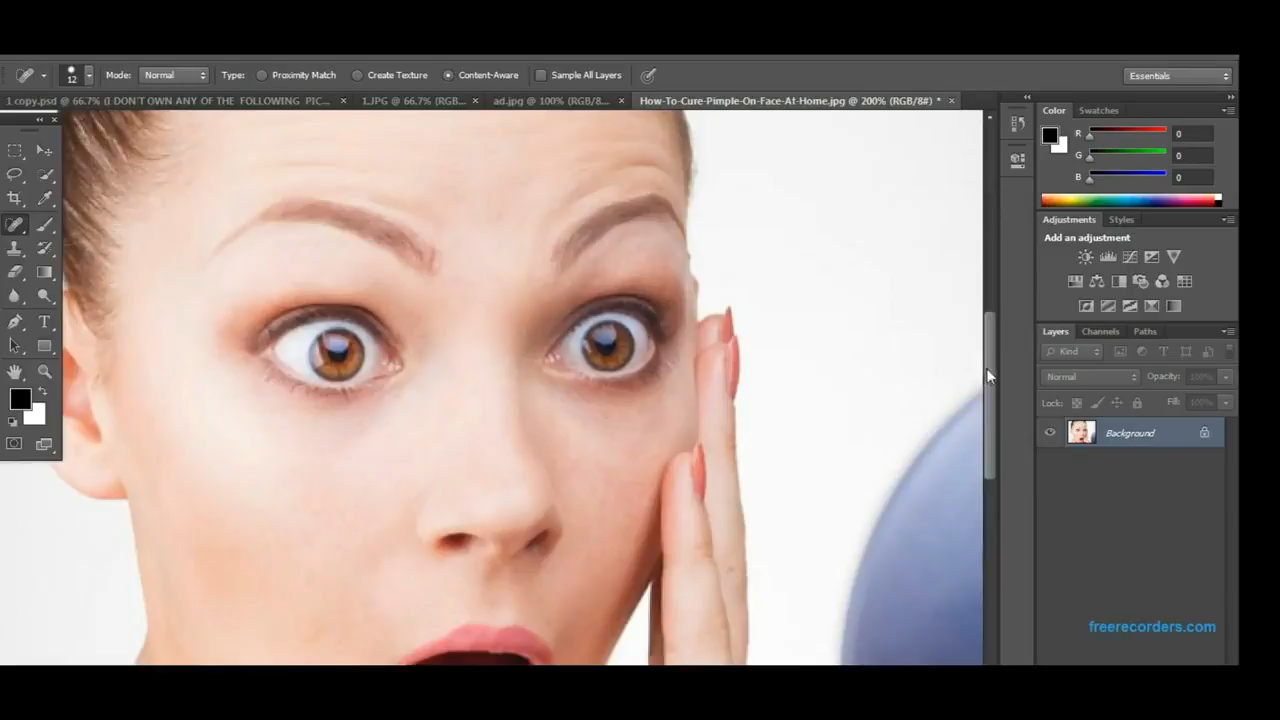 12 Mode: Normal Type: Proximity Match Create Texture Content-Aware Sample All Layers Essentials
1 copy.psd @ 66.7% (I DON'T OWN ANY OF THE FOLLOWING PIC... 1.JPG @ 66.7% (RGB... ad.jpg @ 100% (RGB/8... How-To-Cure-Pimple-On-Face-At-Home.jpg @ 200% (RGB/8#) *
Color Swatches
R 0
G 0
B 0
Adjustments Styles
Add an adjustment
Layers Channels Paths
Kind
Normal Opacity: 100%
Lock: Fill: 100%
Background
freerecorders.com